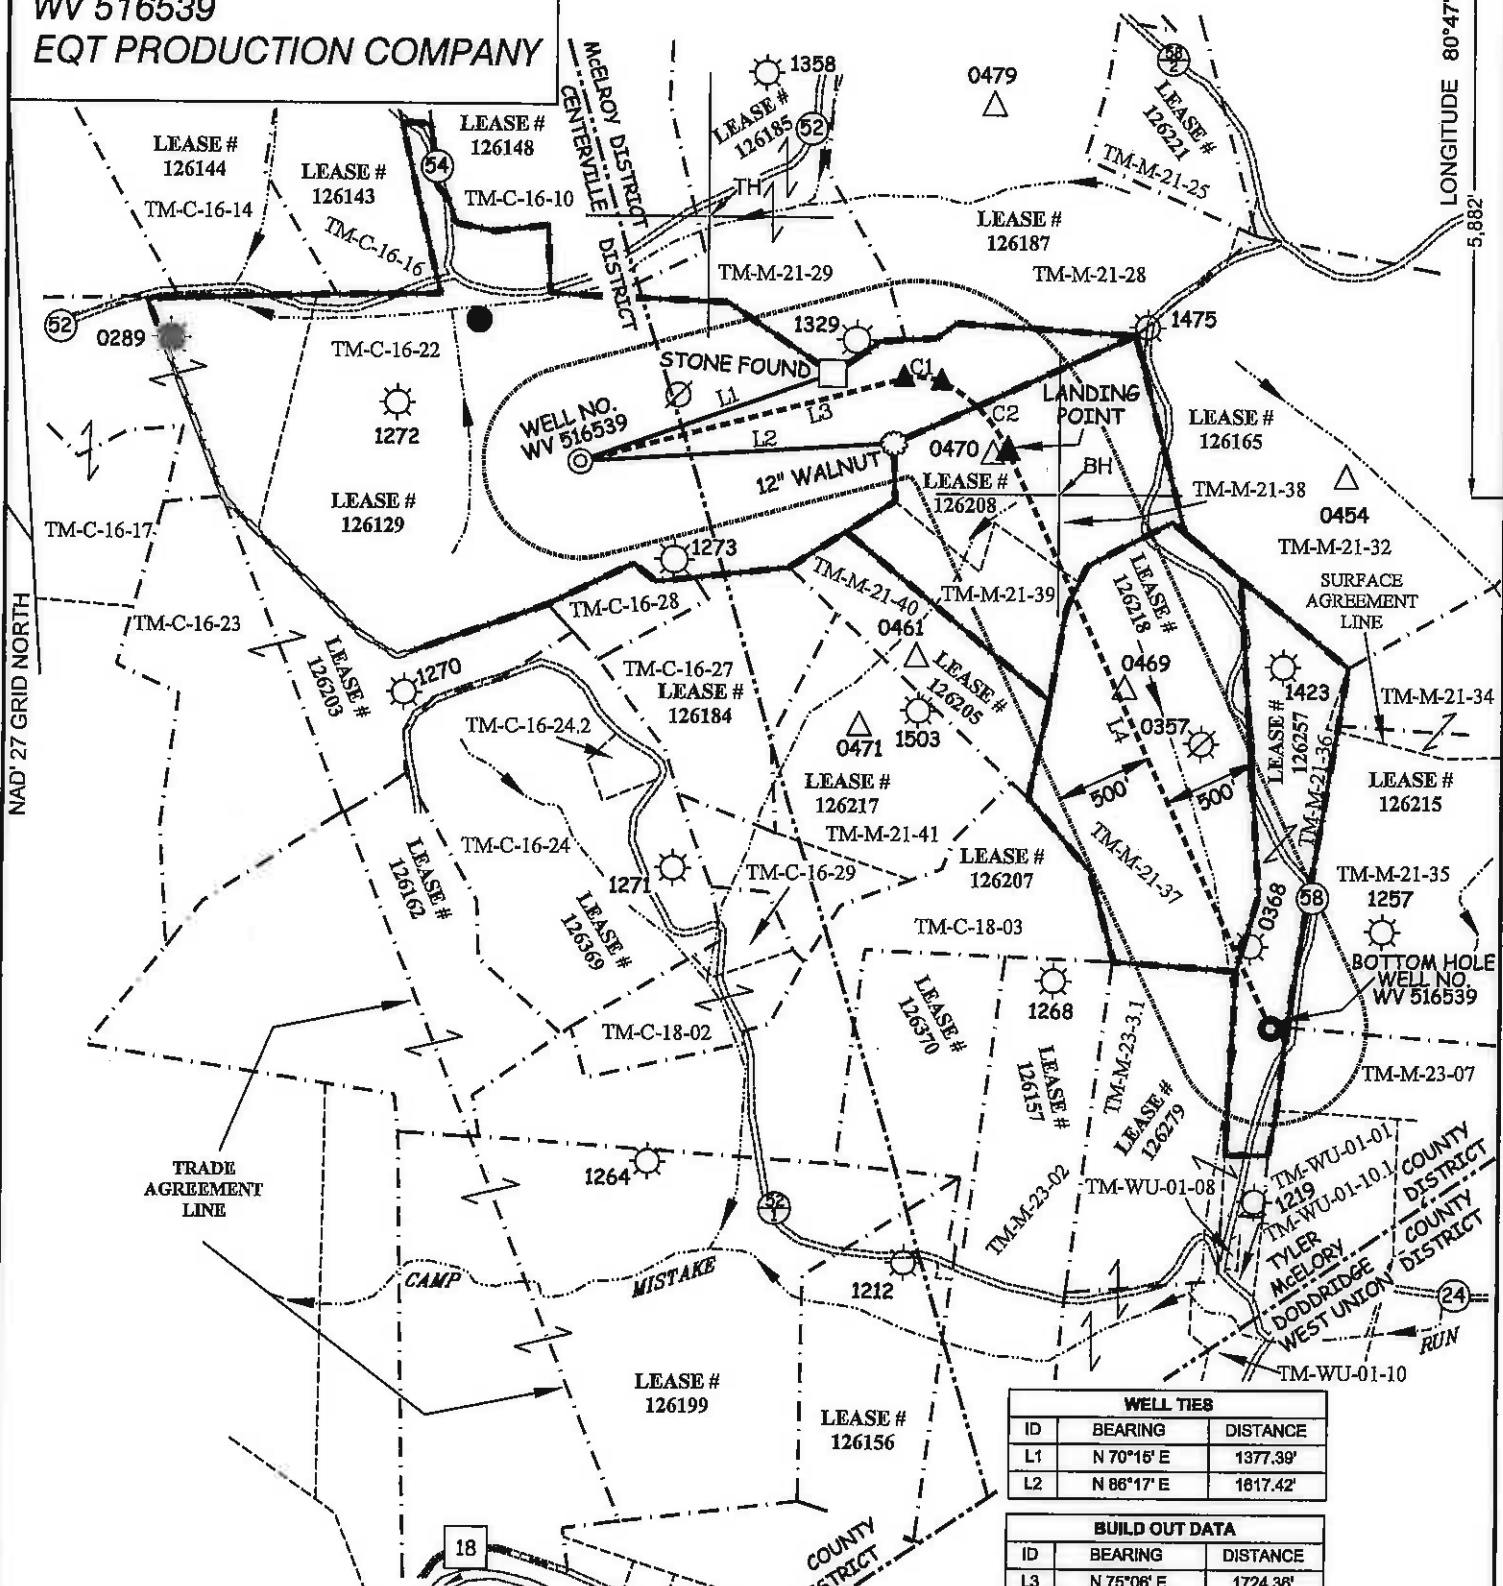 WV 516539
EQT PRODUCTION COMPANY
LONGITUDE 80°47'
5,882'
NAD'27 GRID NORTH
McELROY DISTRICT
CENTERVILLE DISTRICT
1358
0479
58
2
LEASE #
126221
LEASE #
126144
TM-C-16-14
LEASE #
126143
TM-C-16-16
54
LEASE #
126148
TM-C-16-10
LEASE #
126185
52
TH
TM-M-21-25
LEASE #
126187
TM-M-21-29
TM-M-21-28
52
0289
TM-C-16-22
1329
1475
STONE FOUND
C1
L1
L3
C2
LANDING
POINT
1272
WELL NO.
WV 516539
L2
0470
12" WALNUT
BH
LEASE #
126208
LEASE #
126165
TM-M-21-38
0454
LEASE #
126129
TM-C-16-17
TM-M-21-32
1273
TM-M-21-40
TM-M-21-39
LEASE #
126218
SURFACE
AGREEMENT
LINE
TM-C-16-28
TM-C-16-23
0461
LEASE #
126203
1270
TM-C-16-27
LEASE #
126184
LEASE #
126205
0469
1423
TM-M-21-34
TM-C-16-24.2
0471
1503
L4
0357
LEASE #
126257
TM-M-21-36
500'
500'
LEASE #
126217
LEASE #
126215
TM-C-16-24
TM-M-21-41
LEASE #
126207
TM-M-21-37
LEASE #
126162
1271
TM-C-16-29
TM-M-21-35
1257
58
0368
LEASE #
126369
TM-C-18-03
BOTTOM HOLE
WELL NO.
WV 516539
1268
LEASE #
126370
TM-C-18-02
LEASE #
126157
TM-M-23-3.1
LEASE #
126279
TM-M-23-07
TRADE
AGREEMENT
LINE
1264
52
1
TM-M-23-02
TM-WU-01-08
TM-WU-01-01
1219
TM-WU-01-10.1
COUNTY
DISTRICT
TYLER
McELORY
COUNTY
DISTRICT
DODDRIDGE
WEST UNION
CAMP
MISTAKE
1212
24
RUN
TM-WU-01-10
LEASE #
126199
LEASE #
126156
WELL TIES
ID BEARING DISTANCE
L1 N 70°15' E 1377.39'
L2 N 86°17' E 1617.42'
BUILD OUT DATA
ID BEARING DISTANCE
L3 N 75°06' E 1724.36'
18
COUNTY